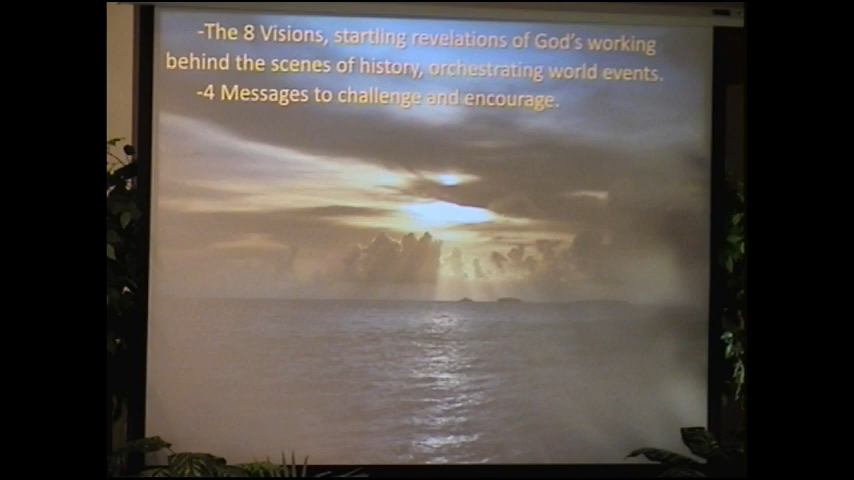 -The 8 Visions, startling revelations of God's working
behind the scenes of history, orchestrating world events.
-4 Messages to challenge and encourage.